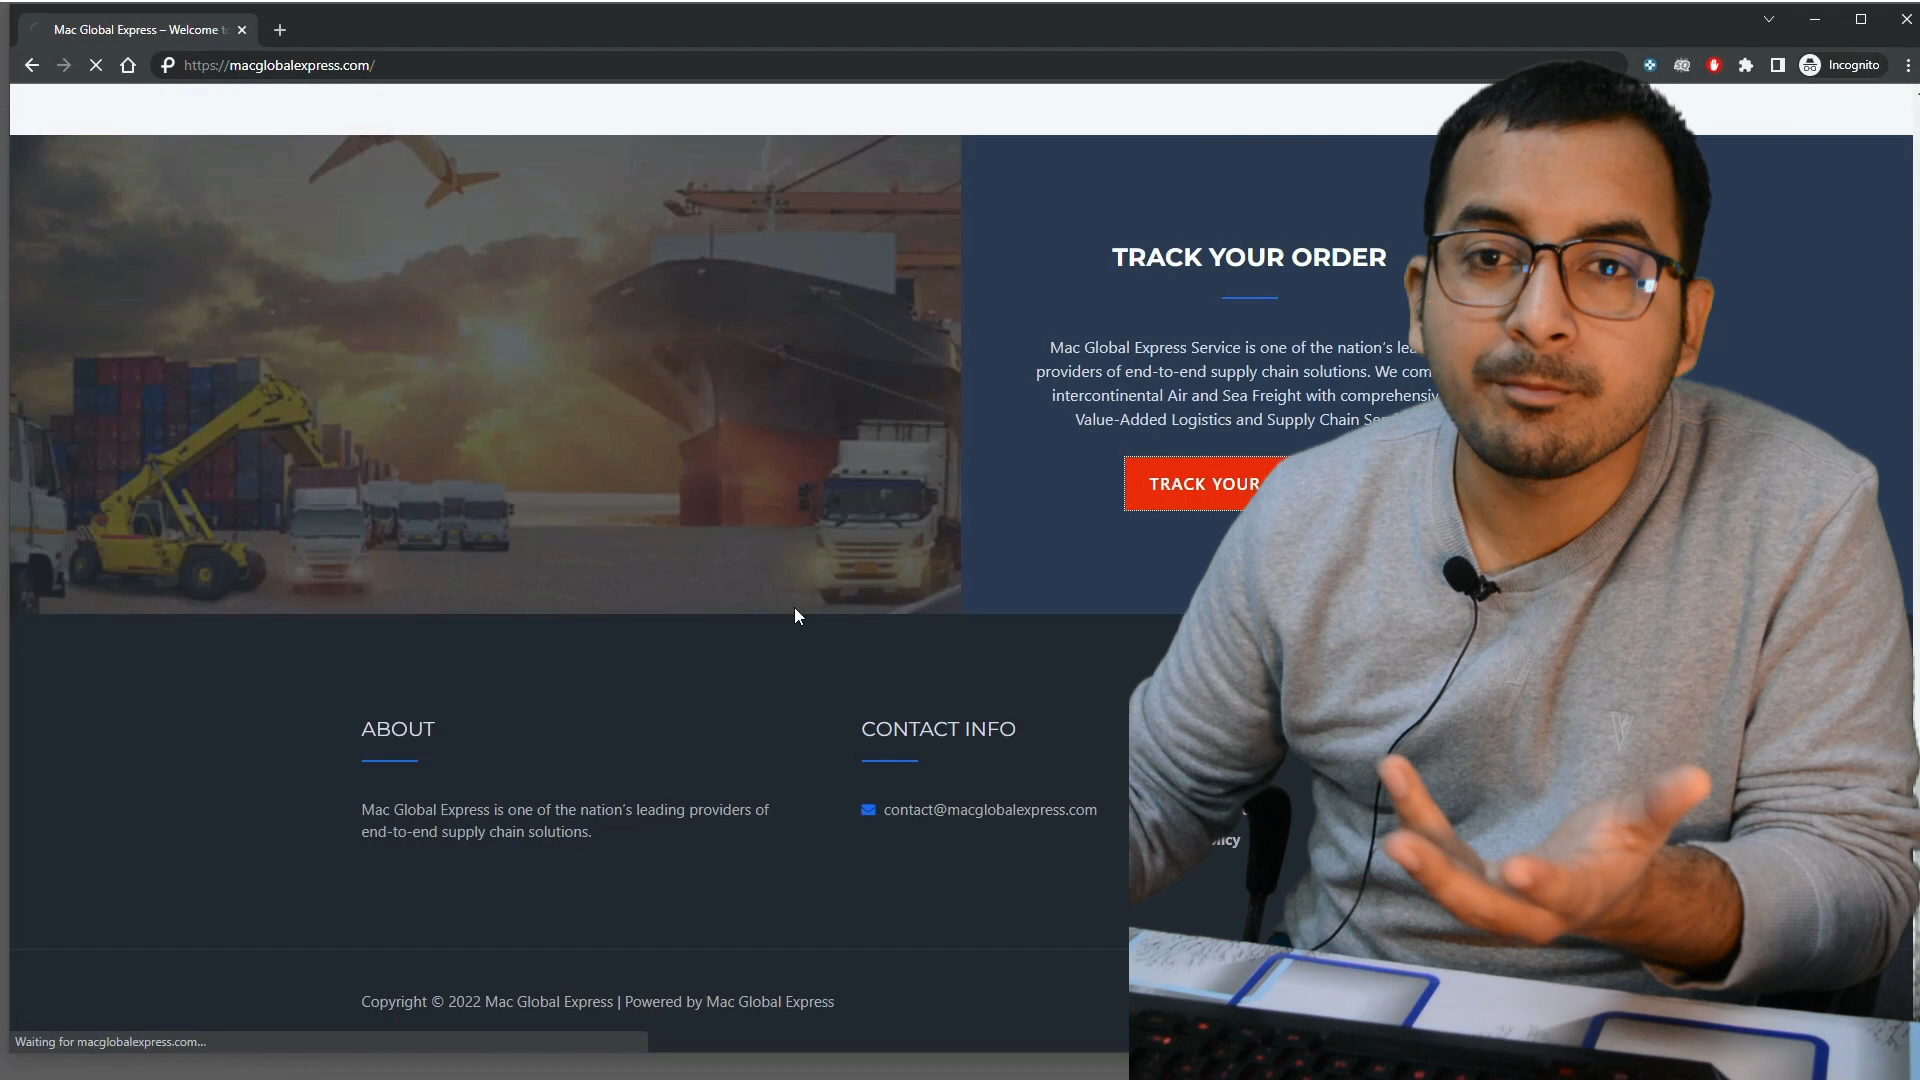 Mac Global Express – Welcome t
https://macglobalexpress.com/
Incognito
TRACK YOUR ORDER
Mac Global Express Service is one of the nation's lea
providers of end-to-end supply chain solutions. We com
intercontinental Air and Sea Freight with comprehensiv
Value-Added Logistics and Supply Chain Se
TRACK YOUR
ABOUT
Mac Global Express is one of the nation's leading providers of
end-to-end supply chain solutions.
CONTACT INFO
contact@macglobalexpress.com
licy
Copyright © 2022 Mac Global Express | Powered by Mac Global Express
Waiting for macglobalexpress.com...